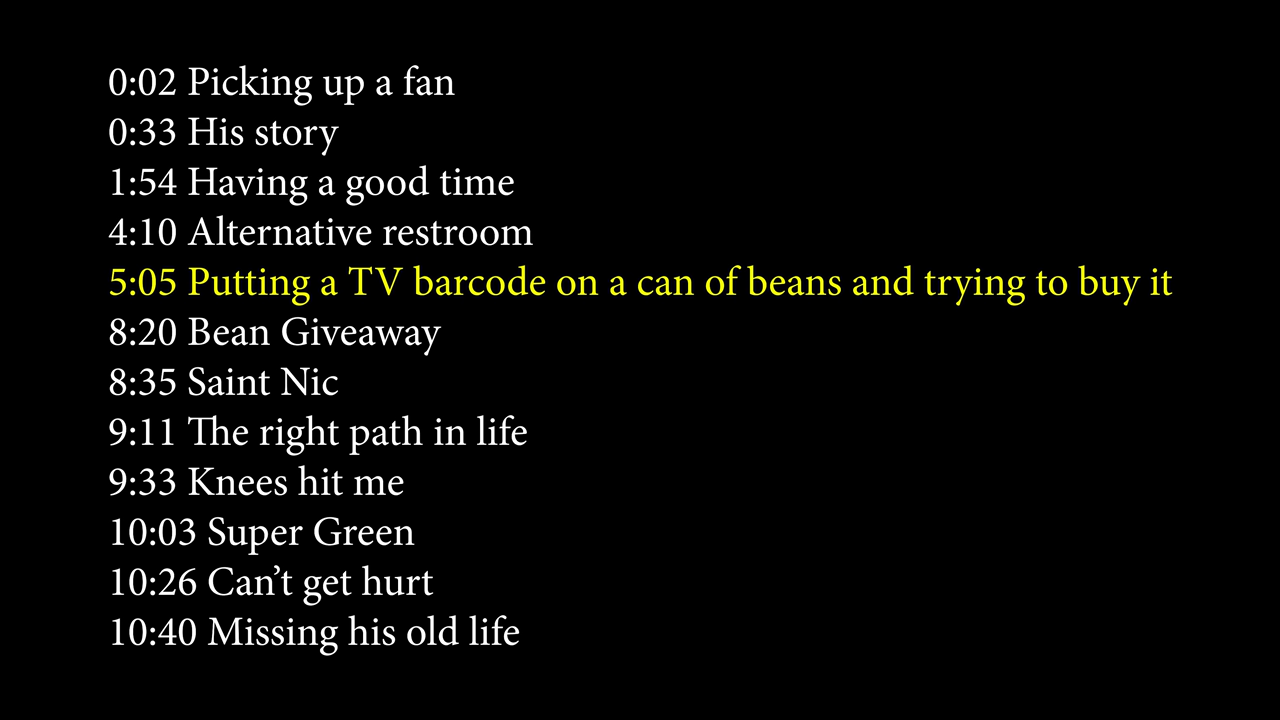 0:02 Picking up a fan
0:33 His story
1:54 Having a good time
4:10 Alternative restroom
5:05 Putting a TV barcode on a can of beans and trying to buy it
8:20 Bean Giveaway
8:35 Saint Nic
9:11 The right path in life
9:33 Knees hit me
10:03 Super Green
10:26 Can’t get hurt
10:40 Missing his old life